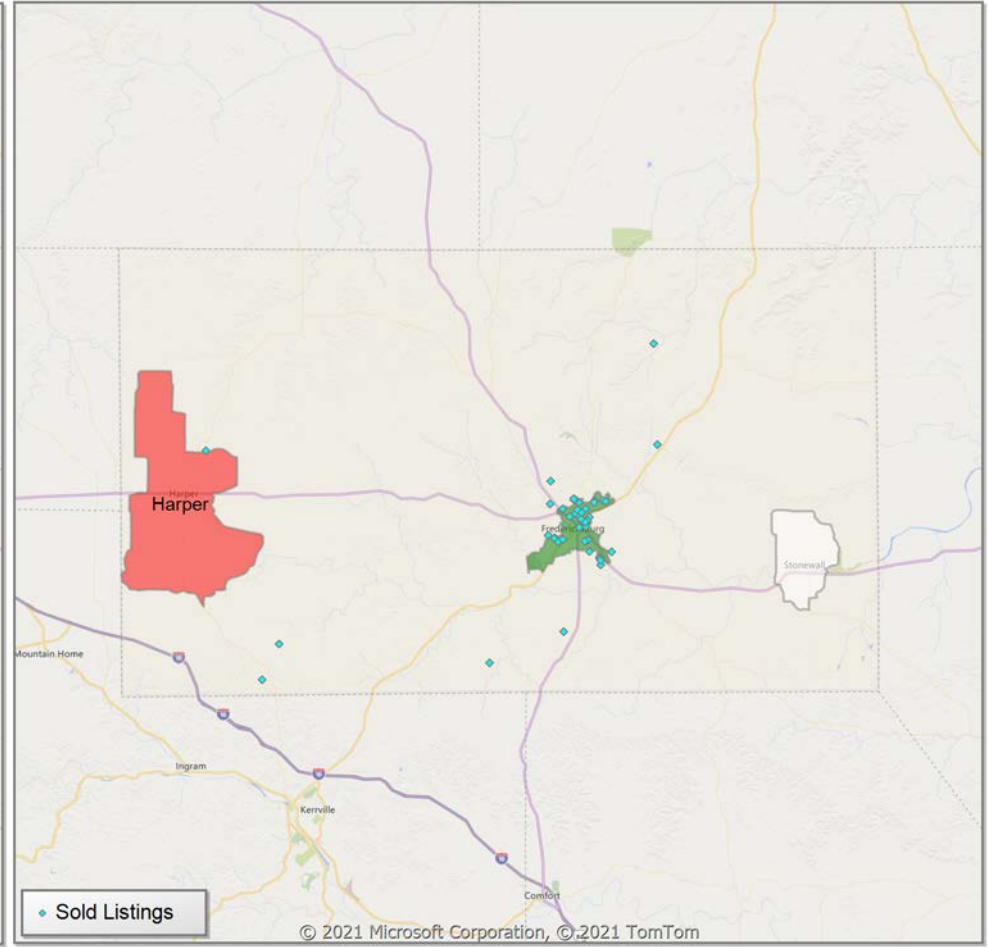 Harper
Harper
Fredericksburg
Stonewall
Mountain Home
Ingram
Kerrville
Comfort
Sold Listings
© 2021 Microsoft Corporation, © 2021 TomTom